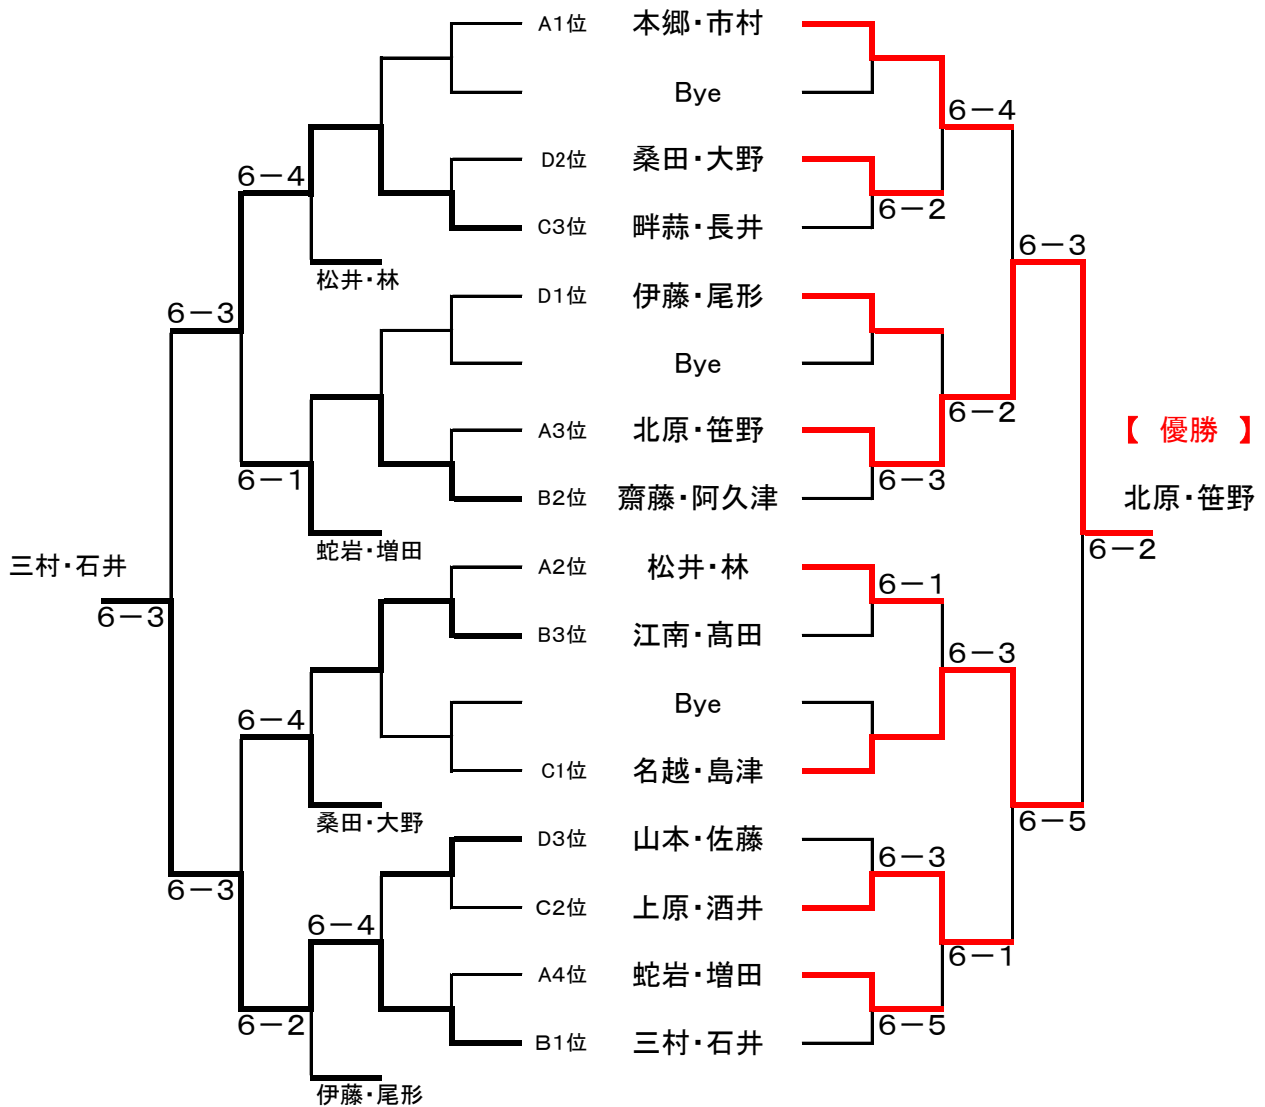 A1位 本郷・市村
Bye
6－4
D2位 桑田・大野
6－4
6－2
C3位 畔蒜・長井
6－3
松井・林
D1位 伊藤・尾形
6－3
Bye
6－2
A3位 北原・笹野
【 優勝 】
6－1
6－3
B2位 齋藤・阿久津
北原・笹野
蛇岩・増田
6－2
三村・石井
A2位 松井・林
6－1
6－3
B3位 江南・髙田
6－3
Bye
6－4
C1位 名越・島津
桑田・大野
6－5
D3位 山本・佐藤
6－3
6－3
C2位 上原・酒井
6－4
6－1
A4位 蛇岩・増田
6－2
6－5
B1位 三村・石井
伊藤・尾形